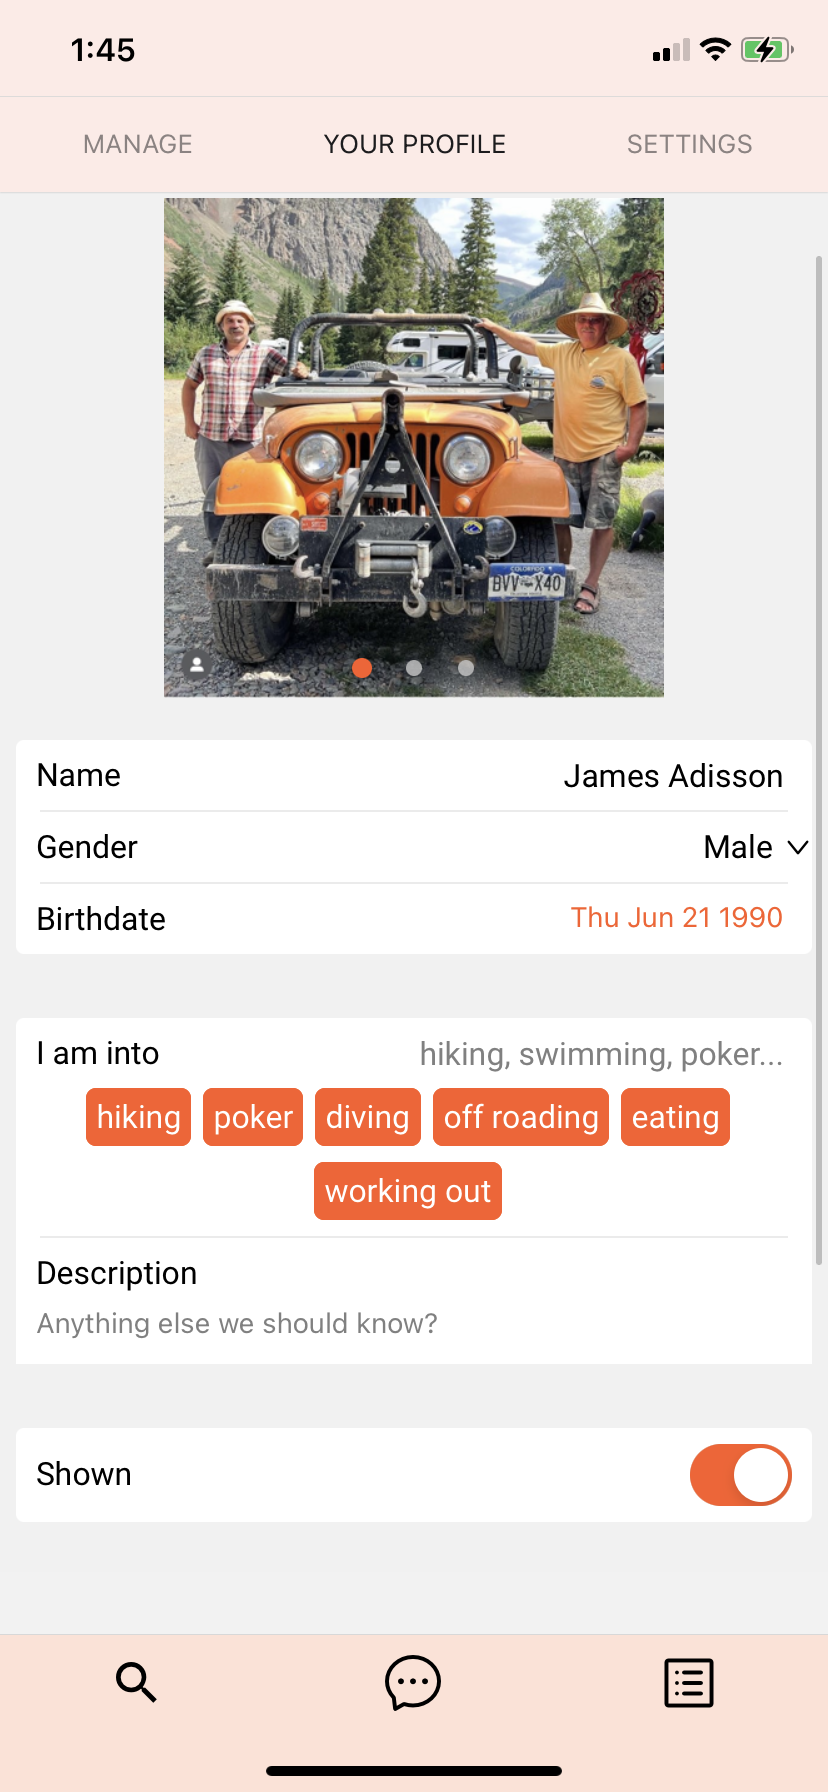 1:45
MANAGE YOUR PROFILE SETTINGS
COLORADO
BVV X40
Name James Adisson
Gender Male
Birthdate Thu Jun 21 1990
I am into hiking, swimming, poker...
hiking poker diving off roading eating
working out
Description
Anything else we should know?
Shown